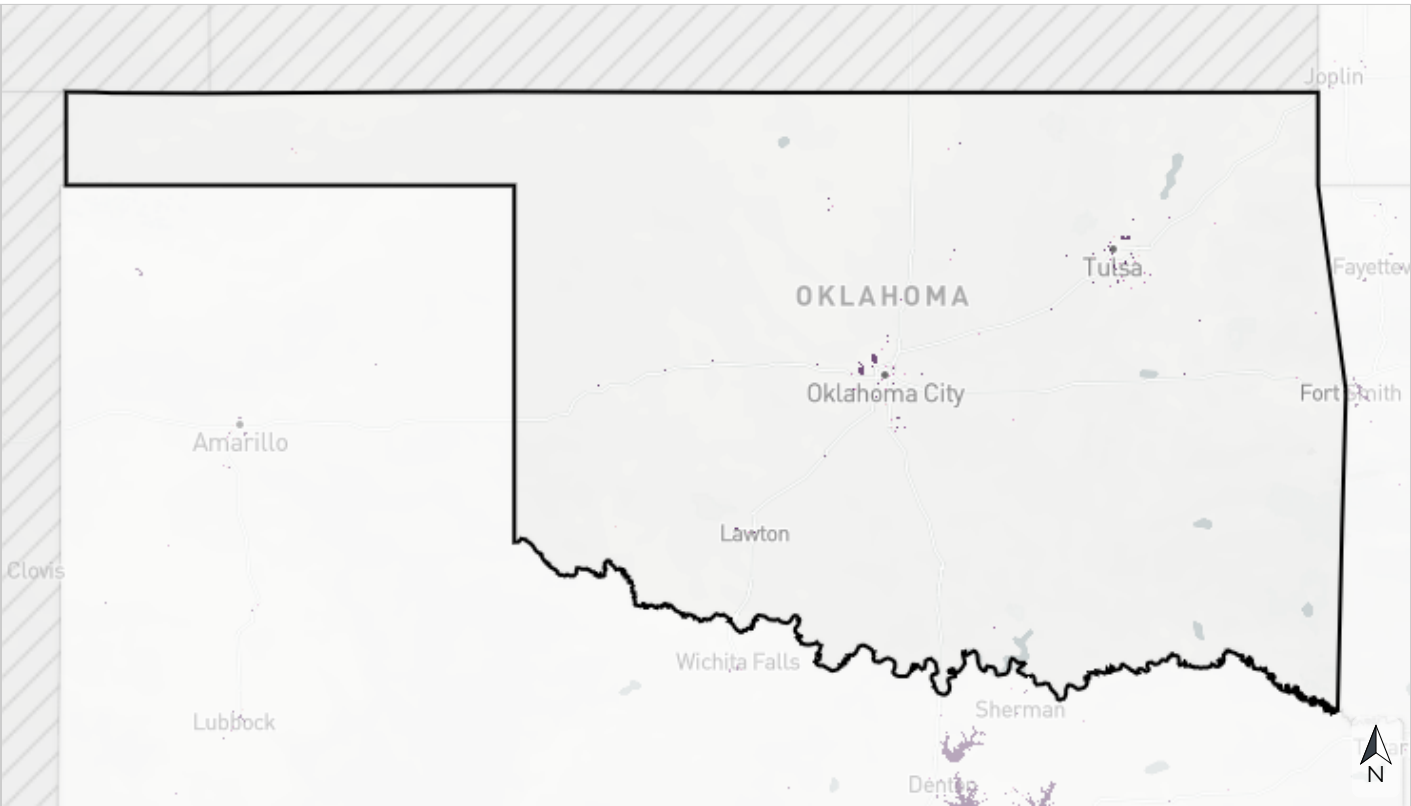 Joplin
Tulsa
Fayettev
OKLAHOMA
Oklahoma City
Fort Smith
Amarillo
Lawton
Clovis
Wichita Falls
Sherman
Lubbock
Denton
N